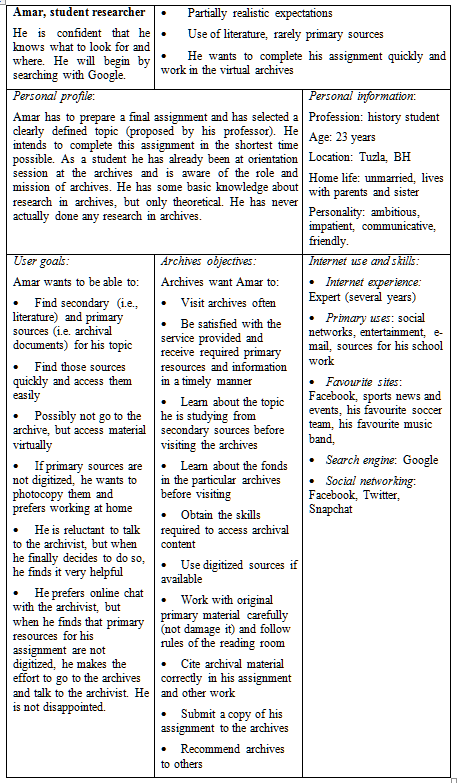 Amar, student researcher
He is confident that he
knows what to look for and
where. He will begin by
searching with Google.
• Partially realistic expectations
• Use of literature, rarely primary sources
• He wants to complete his assignment quickly and
work in the virtual archives
Personal profile:
Amar has to prepare a final assignment and has selected a
clearly defined topic (proposed by his professor). He
intends to complete this assignment in the shortest time
possible. As a student he has already been at orientation
session at the archives and is aware of the role and
mission of archives. He has some basic knowledge about
research in archives, but only theoretical. He has never
actually done any research in archives.
Personal information:
Profession: history student
Age: 23 years
Location: Tuzla, BH
Home life: unmarried, lives
with parents and sister
Personality: ambitious,
impatient, communicative,
friendly.
User goals:
Amar wants to be able to:
• Find secondary (i.e.,
literature) and primary
sources (i.e. archival
documents) for his topic
• Find those sources
quickly and access them
easily
• Possibly not go to the
archive, but access material
virtually
• If primary sources are
not digitized, he wants to
photocopy them and
prefers working at home
• He is reluctant to talk
to the archivist, but when
he finally decides to do so,
he finds it very helpful
• He prefers online chat
with the archivist, but
when he finds that primary
resources for his
assignment are not
digitized, he makes the
effort to go to the archives
and talk to the archivist. He
is not disappointed.
Archives objectives:
Archives want Amar to:
• Visit archives often
• Be satisfied with the
service provided and
receive required primary
resources and information
in a timely manner
• Learn about the topic
he is studying from
secondary sources before
visiting the archives
• Learn about the fonds
in the particular archives
before visiting
• Obtain the skills
required to access archival
content
• Use digitized sources if
available
• Work with original
primary material carefully
(not damage it) and follow
rules of the reading room
• Cite archival material
correctly in his assignment
and other work
• Submit a copy of his
assignment to the archives
• Recommend archives
to others
Internet use and skills:
• Internet experience:
Expert (several years)
• Primary uses: social
networks, entertainment, e-
mail, sources for his school
work
• Favourite sites:
Facebook, sports news and
events, his favourite soccer
team, his favourite music
band,
• Search engine: Google
• Social networking:
Facebook, Twitter,
Snapchat